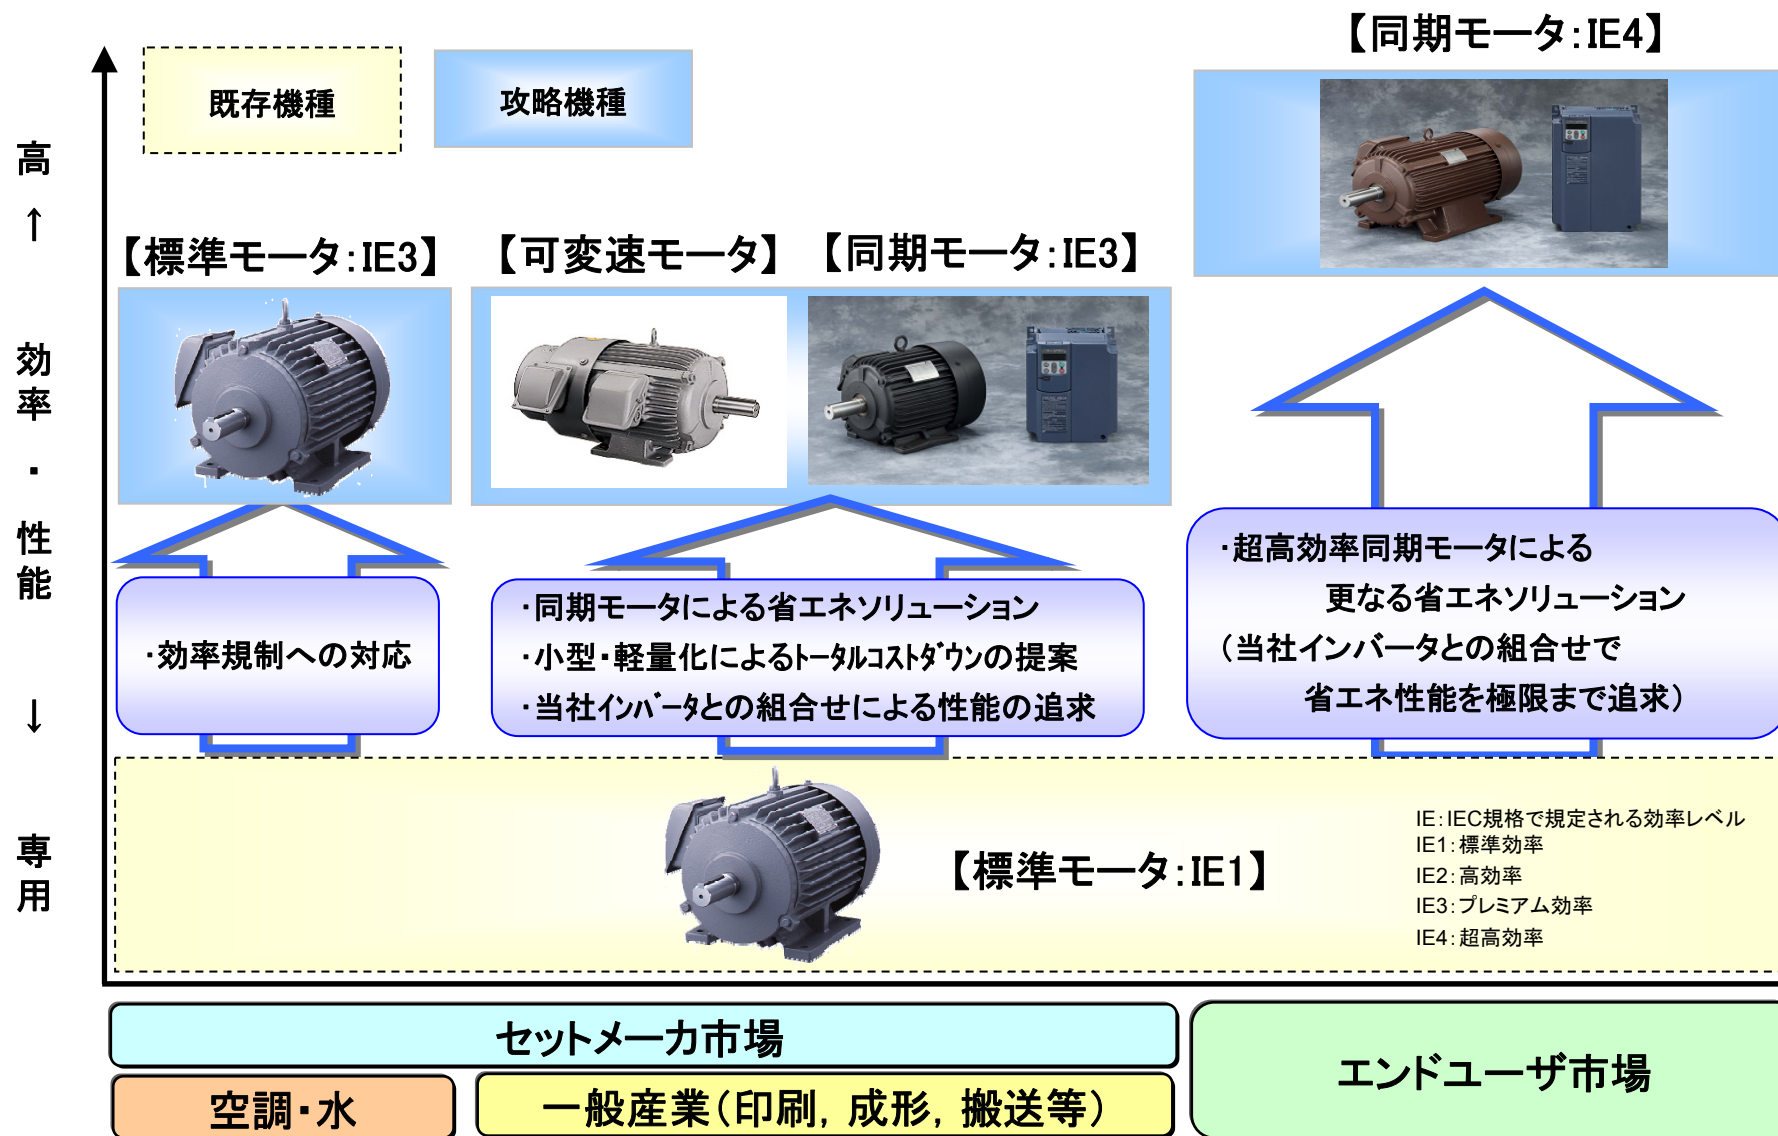 【同期モータ：IE4】
既存機種
攻略機種
高
↑
効率・性能
↓
専用
【標準モータ：IE3】
【可変速モータ】
【同期モータ：IE3】
・効率規制への対応
・同期モータによる省エネソリューション
・小型・軽量化によるﾄｰﾀﾙｺｽﾄﾀﾞｳﾝの提案
・当社ｲﾝﾊﾞｰﾀとの組合せによる性能の追求
・超高効率同期モータによる
更なる省エネソリューション
（当社インバータとの組合せで
省エネ性能を極限まで追求）
【標準モータ：IE1】
IE：IEC規格で規定される効率レベル
IE1：標準効率
IE2：高効率
IE3：プレミアム効率
IE4：超高効率
セットメーカ市場
エンドユーザ市場
空調・水
一般産業（印刷，成形，搬送等）